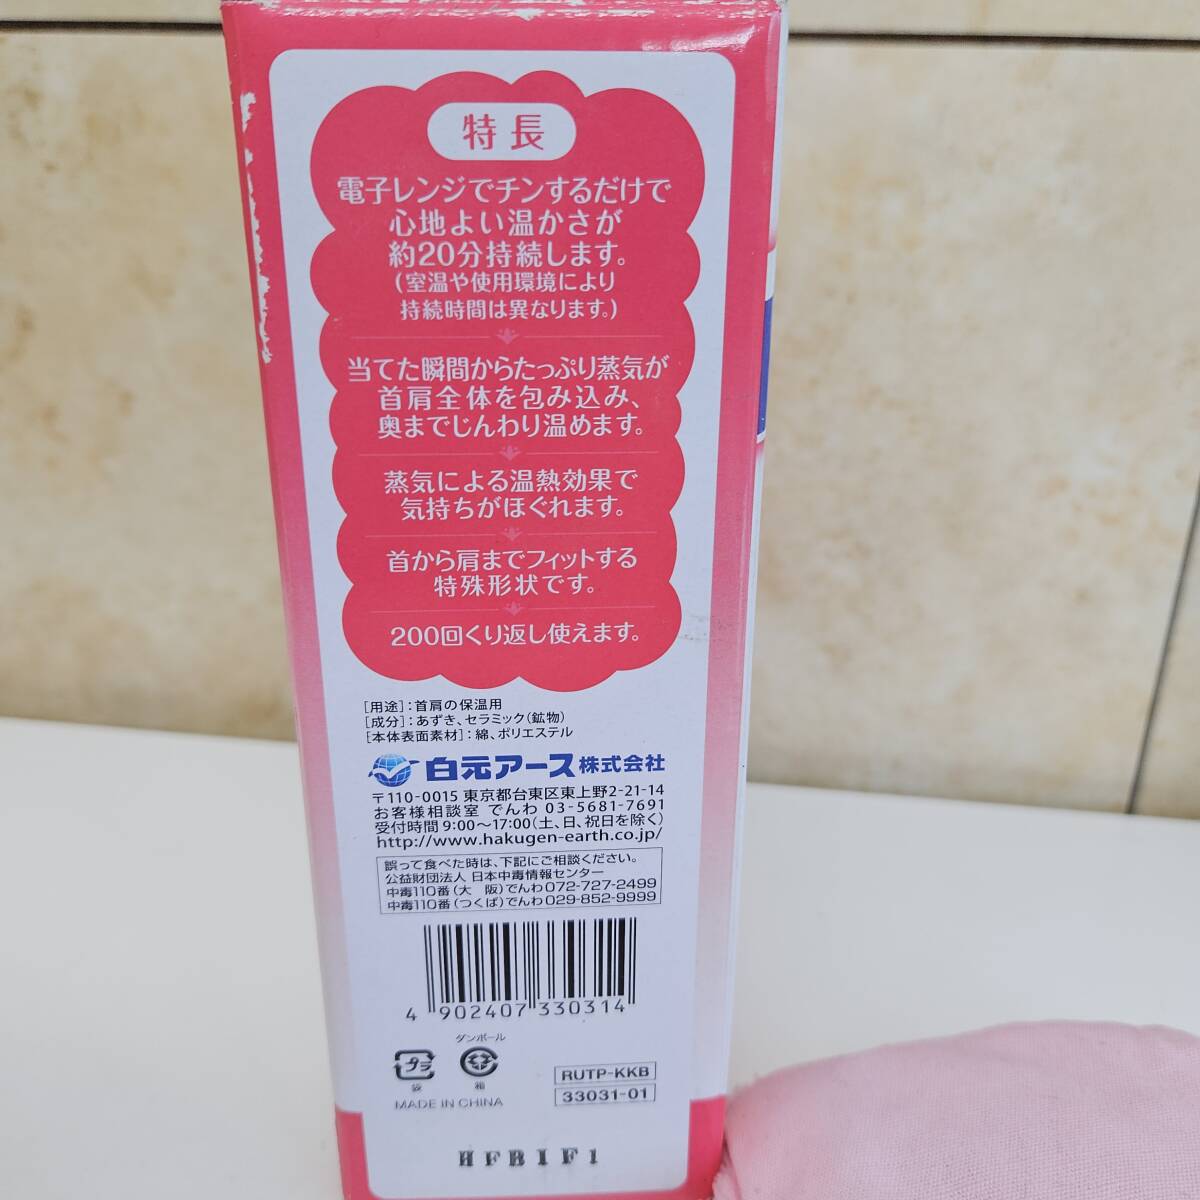 特長
電子レンジでチンするだけで
心地よい温かさが
約20分持続します。
(室温や使用環境により
持続時間は異なります。)
当てた瞬間からたっぷり蒸気が
首肩全体を包み込み、
奥までじんわり温めます。
蒸気による温熱効果で
気持ちがほぐれます。
首から肩までフィットする
特殊形状です。
200回くり返し使えます。
[用途]:首肩の保温用
[成分]:あずき、セラミック(鉱物)
[本体表面素材]:綿、ポリエステル
白元アース株式会社
〒110-0015 東京都台東区東上野2-21-14
お客様相談室 でんわ 03-5681-7691
受付時間 9:00〜17:00(土、日、祝日を除く)
http://www.hakugen-earth.co.jp/
誤って食べた時は、下記にご相談ください。
公益財団法人 日本中毒情報センター
中毒110番(大 阪)でんわ072-727-2499
中毒110番(つくば)でんわ029-852-9999
4 902407 330314
ダンボール
プラ
袋 箱
MADE IN CHINA
RUTP-KKB
33031-01
HFBIF1